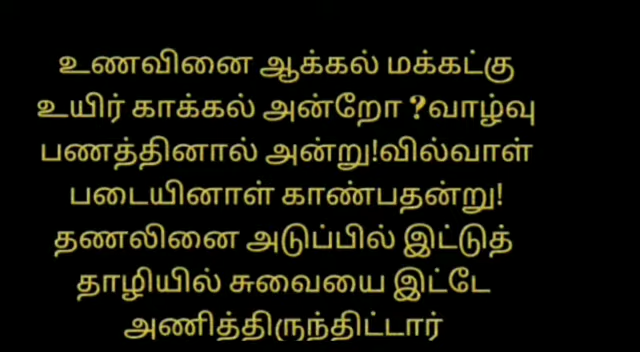 உணவினை ஆக்கல் மக்கட்கு
உயிர் காக்கல் அன்றோ ?வாழ்வு
பணத்தினால் அன்று!வில்வாள்
படையினாள் காண்பதன்று!
தணலினை அடுப்பில் இட்டுத்
தாழியில் சுவையை இட்டே
அணித்திருந்திட்டார்